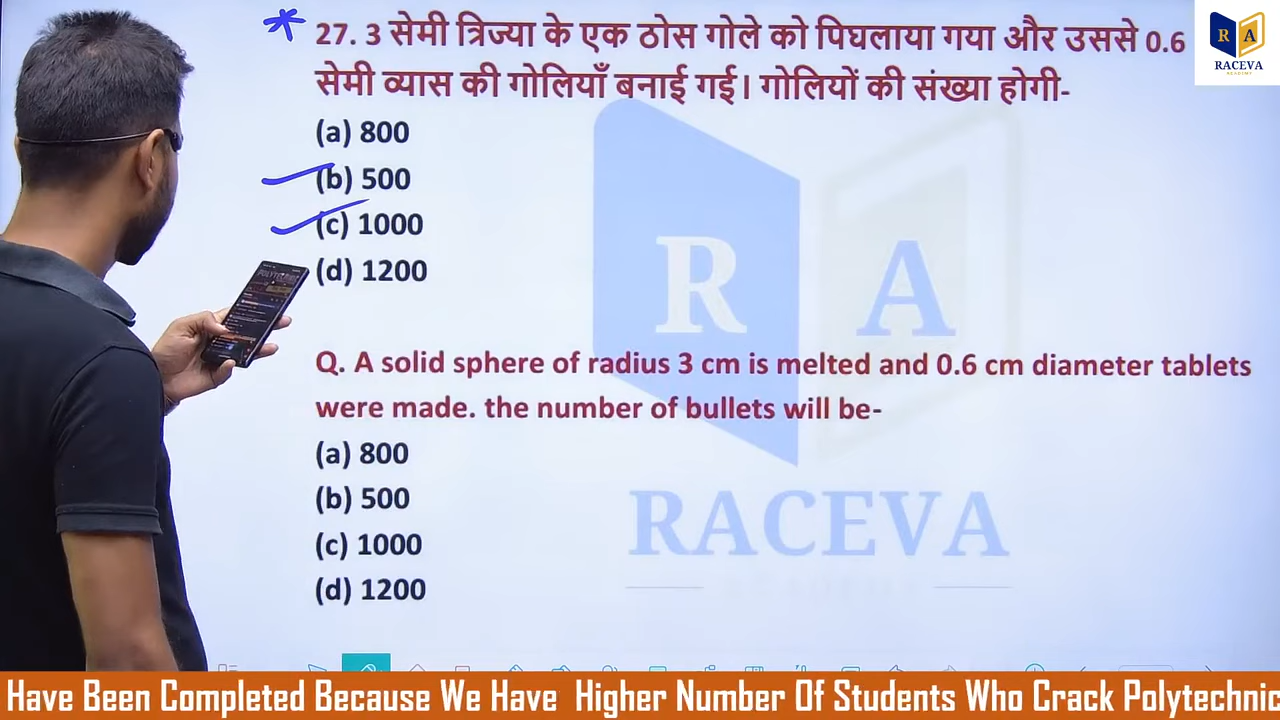 27. 3 सेमी त्रिज्या के एक ठोस गोले को पिघलाया गया और उससे 0.6
सेमी व्यास की गोलियाँ बनाई गई। गोलियों की संख्या होगी-
(a) 800
(b) 500
(c) 1000
(d) 1200
Q. A solid sphere of radius 3 cm is melted and 0.6 cm diameter tablets
were made. the number of bullets will be-
(a) 800
(b) 500
(c) 1000
(d) 1200
R A
RACEVA
R A
RACEVA
ACADEMY
Have Been Completed Because We Have Higher Number Of Students Who Crack Polytechnic